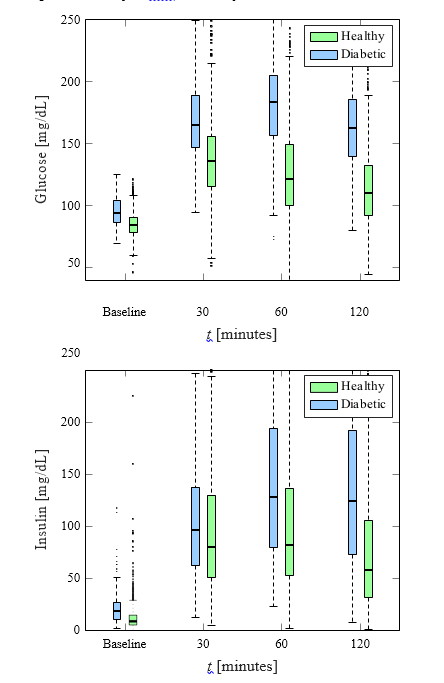 250
200
150
100
50
Glucose [mg/dL]
Healthy
Diabetic
Baseline 30 60 120
t [minutes]
250
200
150
100
50
0
Insulin [mg/dL]
Healthy
Diabetic
Baseline 30 60 120
t [minutes]